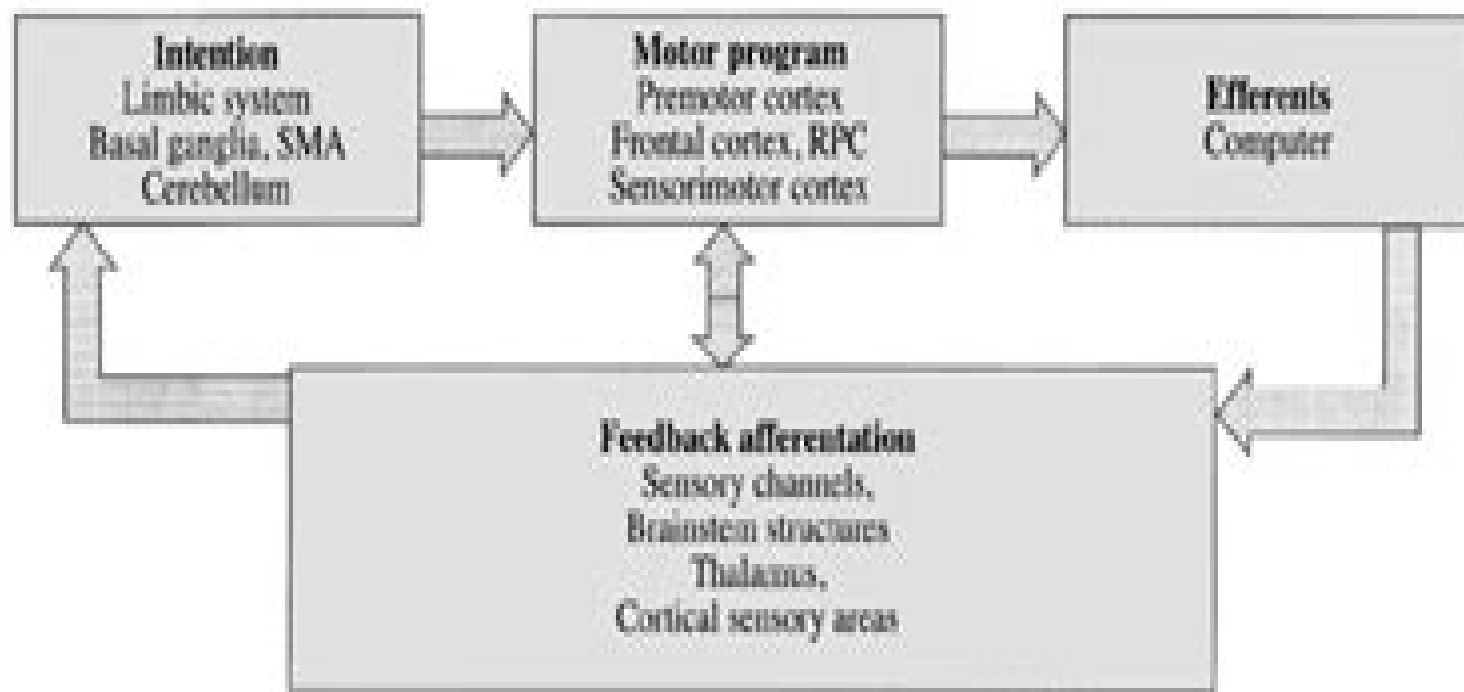 Intention
Limbic system
Basal ganglia, SMA
Cerebellum
Motor program
Premotor cortex
Frontal cortex, RPC
Sensorimotor cortex
Efferents
Computer
Feedback afferentation
Sensory channels,
Brainstem structures
Thalamus,
Cortical sensory areas